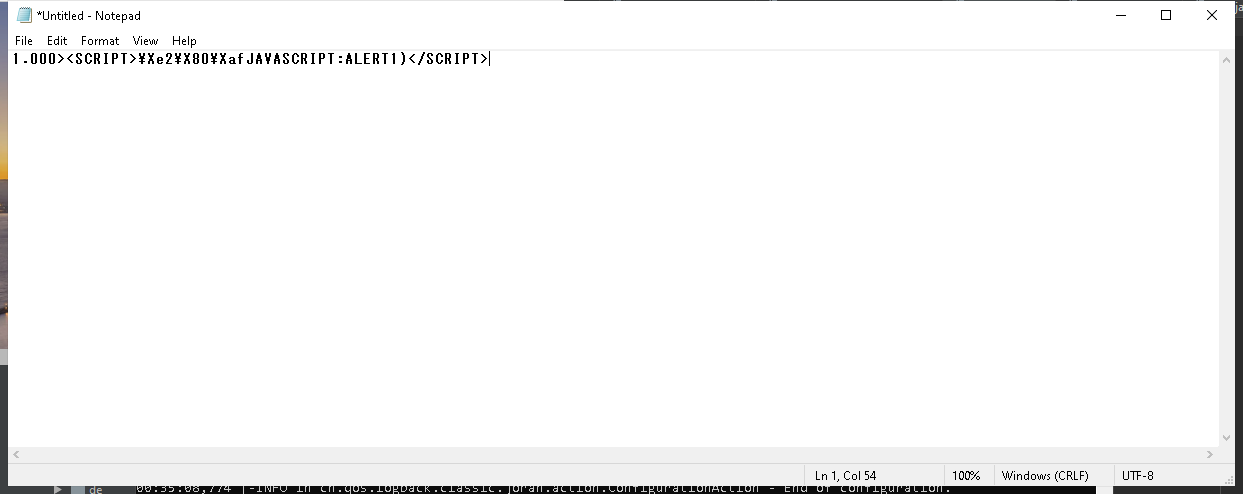 *Untitled - Notepad
File Edit Format View Help
1.000><SCRIPT>¥Xe2¥X80¥XafJAVASCRIPT:ALERT1)</SCRIPT>
Ln 1, Col 54 100% Windows (CRLF) UTF-8
de 00:35:08,774 |-INFO in ch.qos.logback.classic.joran.action.ConfigurationAction - End of configuration.